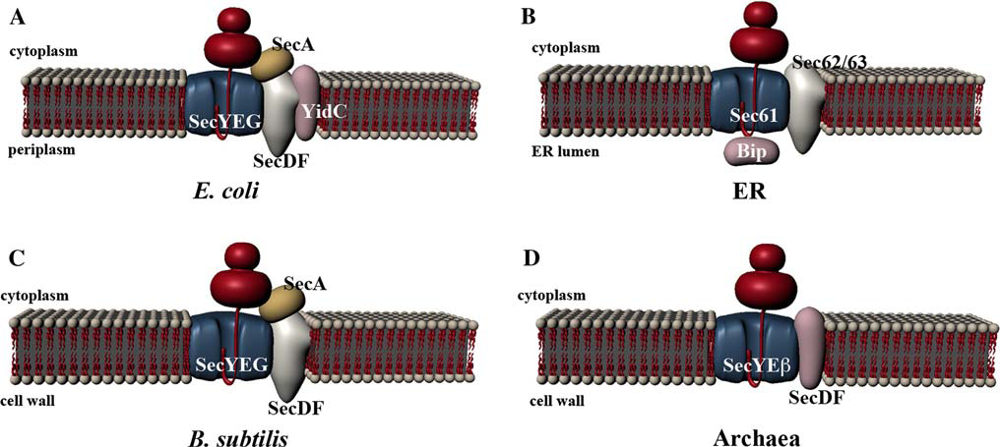 A
cytoplasm
SecA
SecYEG
YidC
periplasm
SecDF
E. coli
B
cytoplasm
Sec62/63
Sec61
ER lumen
Bip
ER
C
cytoplasm
SecA
SecYEG
cell wall
SecDF
B. subtilis
D
cytoplasm
SecYEβ
cell wall
SecDF
Archaea